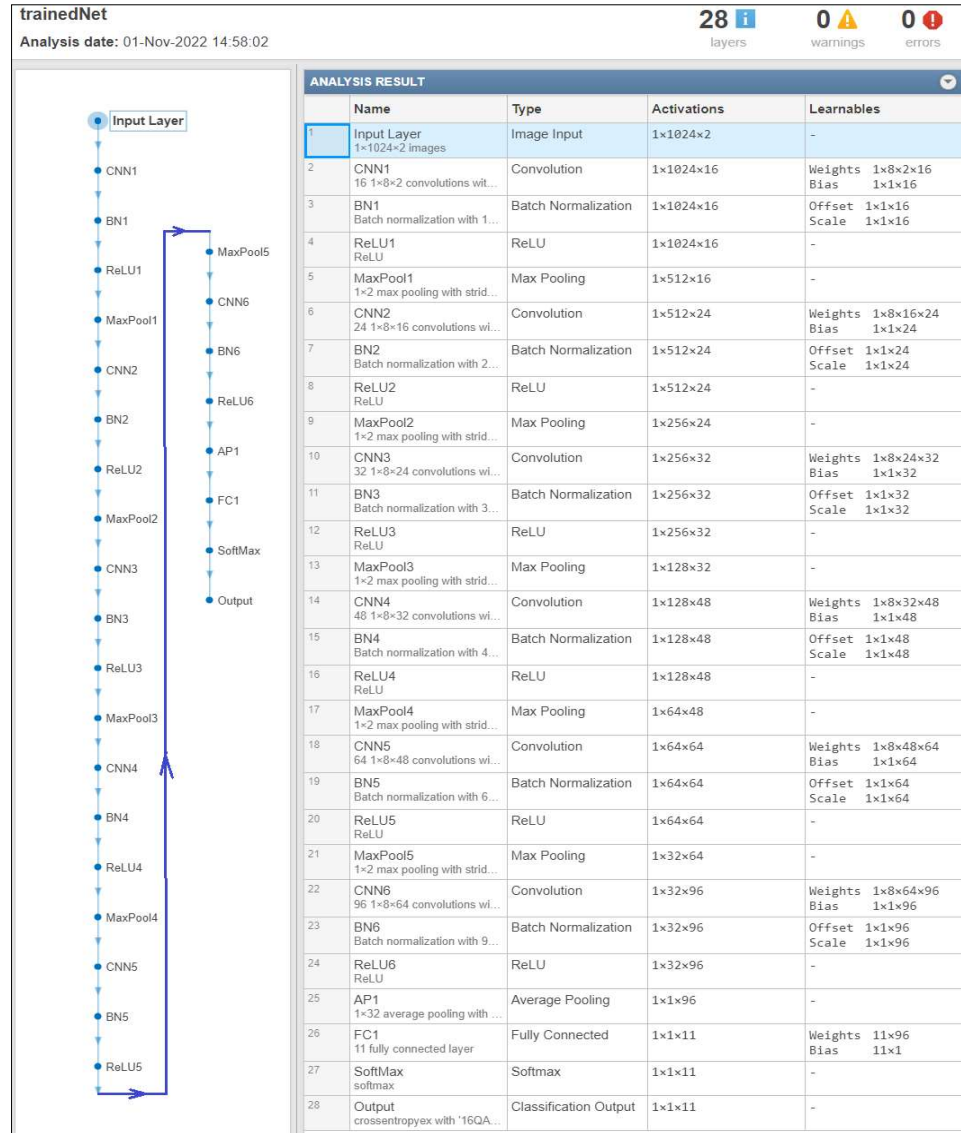 trainedNet
Analysis date: 01-Nov-2022 14:58:02
28 i
layers
0
warnings
0
errors
Input Layer
CNN1
BN1
ReLU1
MaxPool1
CNN2
BN2
ReLU2
MaxPool2
CNN3
BN3
ReLU3
MaxPool3
CNN4
BN4
ReLU4
MaxPool4
CNN5
BN5
ReLU5
MaxPool5
CNN6
BN6
ReLU6
AP1
FC1
SoftMax
Output
ANALYSIS RESULT
Name Type Activations Learnables
1 Input Layer Image Input 1×1024×2 -
1×1024×2 images
2 CNN1 Convolution 1×1024×16 Weights 1×8×2×16
16 1×8×2 convolutions wit... Bias 1×1×16
3 BN1 Batch Normalization 1×1024×16 Offset 1×1×16
Batch normalization with 1... Scale 1×1×16
4 ReLU1 ReLU 1×1024×16 -
ReLU
5 MaxPool1 Max Pooling 1×512×16 -
1×2 max pooling with strid...
6 CNN2 Convolution 1×512×24 Weights 1×8×16×24
24 1×8×16 convolutions wi... Bias 1×1×24
7 BN2 Batch Normalization 1×512×24 Offset 1×1×24
Batch normalization with 2... Scale 1×1×24
8 ReLU2 ReLU 1×512×24 -
ReLU
9 MaxPool2 Max Pooling 1×256×24 -
1×2 max pooling with strid...
10 CNN3 Convolution 1×256×32 Weights 1×8×24×32
32 1×8×24 convolutions wi... Bias 1×1×32
11 BN3 Batch Normalization 1×256×32 Offset 1×1×32
Batch normalization with 3... Scale 1×1×32
12 ReLU3 ReLU 1×256×32 -
ReLU
13 MaxPool3 Max Pooling 1×128×32 -
1×2 max pooling with strid...
14 CNN4 Convolution 1×128×48 Weights 1×8×32×48
48 1×8×32 convolutions wi... Bias 1×1×48
15 BN4 Batch Normalization 1×128×48 Offset 1×1×48
Batch normalization with 4... Scale 1×1×48
16 ReLU4 ReLU 1×128×48 -
ReLU
17 MaxPool4 Max Pooling 1×64×48 -
1×2 max pooling with strid...
18 CNN5 Convolution 1×64×64 Weights 1×8×48×64
64 1×8×48 convolutions wi... Bias 1×1×64
19 BN5 Batch Normalization 1×64×64 Offset 1×1×64
Batch normalization with 6... Scale 1×1×64
20 ReLU5 ReLU 1×64×64 -
ReLU
21 MaxPool5 Max Pooling 1×32×64 -
1×2 max pooling with strid...
22 CNN6 Convolution 1×32×96 Weights 1×8×64×96
96 1×8×64 convolutions wi... Bias 1×1×96
23 BN6 Batch Normalization 1×32×96 Offset 1×1×96
Batch normalization with 9... Scale 1×1×96
24 ReLU6 ReLU 1×32×96 -
ReLU
25 AP1 Average Pooling 1×1×96 -
1×32 average pooling with ...
26 FC1 Fully Connected 1×1×11 Weights 11×96
11 fully connected layer Bias 11×1
27 SoftMax Softmax 1×1×11 -
softmax
28 Output Classification Output 1×1×11 -
crossentropyex with '16QA...